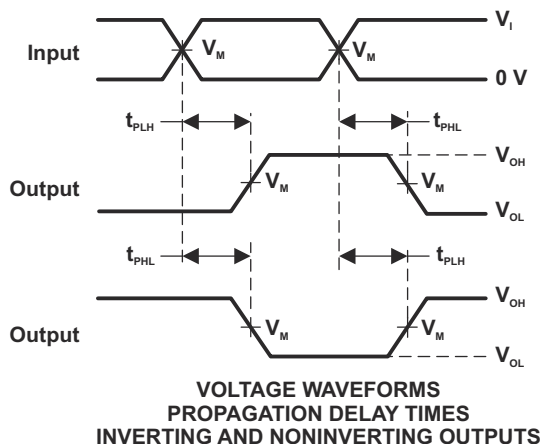 Input
V_M
V_M
V_I
0 V
t_PLH
t_PHL
Output
V_M
V_M
V_OH
V_OL
t_PHL
t_PLH
Output
V_M
V_M
V_OH
V_OL
VOLTAGE WAVEFORMS
PROPAGATION DELAY TIMES
INVERTING AND NONINVERTING OUTPUTS